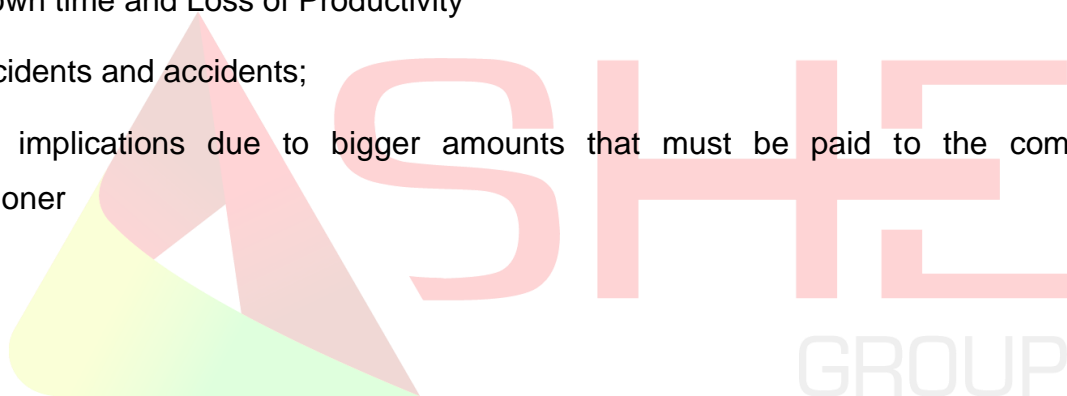 own time and Loss of Productivity
cidents and accidents;
implications due to bigger amounts that must be paid to the com
oner
SHE
GROUP